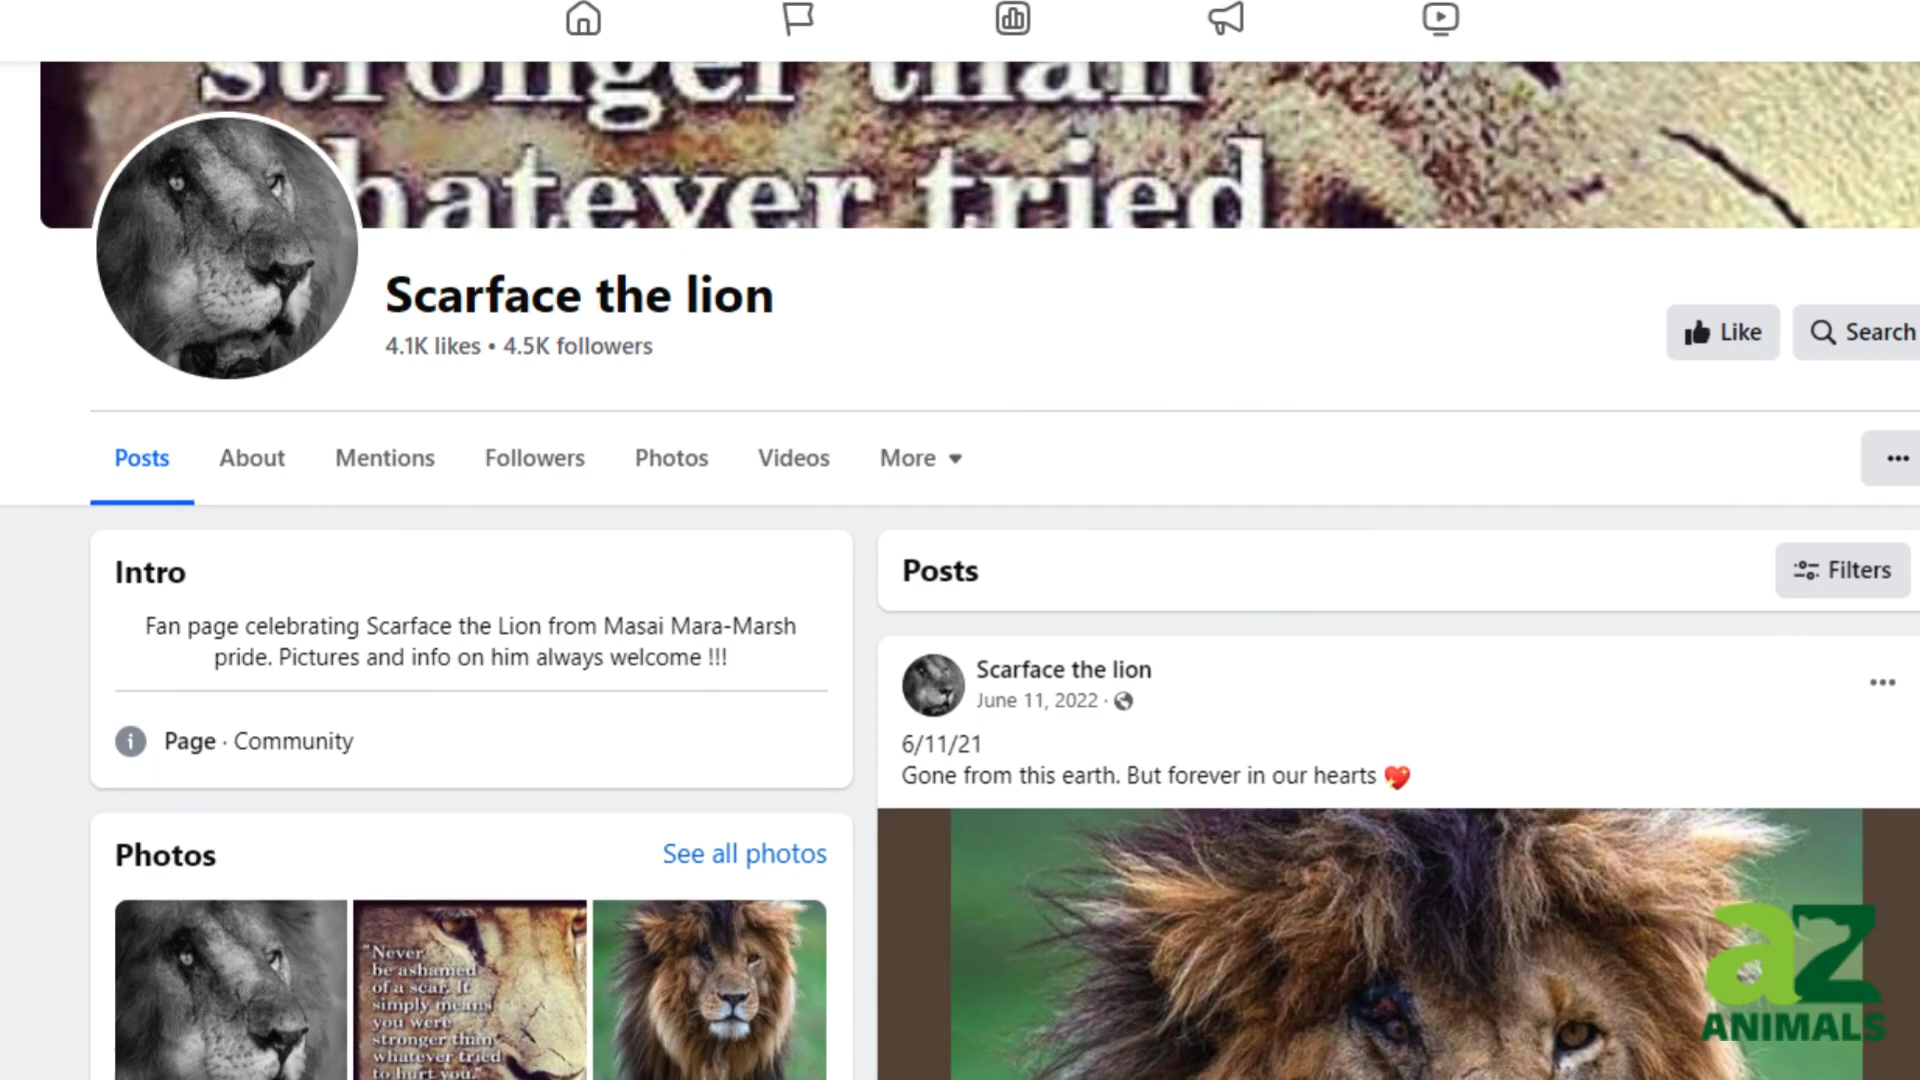 stronger than
whatever tried
Scarface the lion
4.1K likes • 4.5K followers
Like
Search
Posts
About
Mentions
Followers
Photos
Videos
More
Intro
Fan page celebrating Scarface the Lion from Masai Mara-Marsh
pride. Pictures and info on him always welcome !!!
Page · Community
Photos
See all photos
"Never
be ashamed
of a scar. It
simply means
you were
stronger than
whatever tried
to hurt you."
Posts
Filters
Scarface the lion
June 11, 2022 ·
6/11/21
Gone from this earth. But forever in our hearts 💖
aZ
ANIMALS